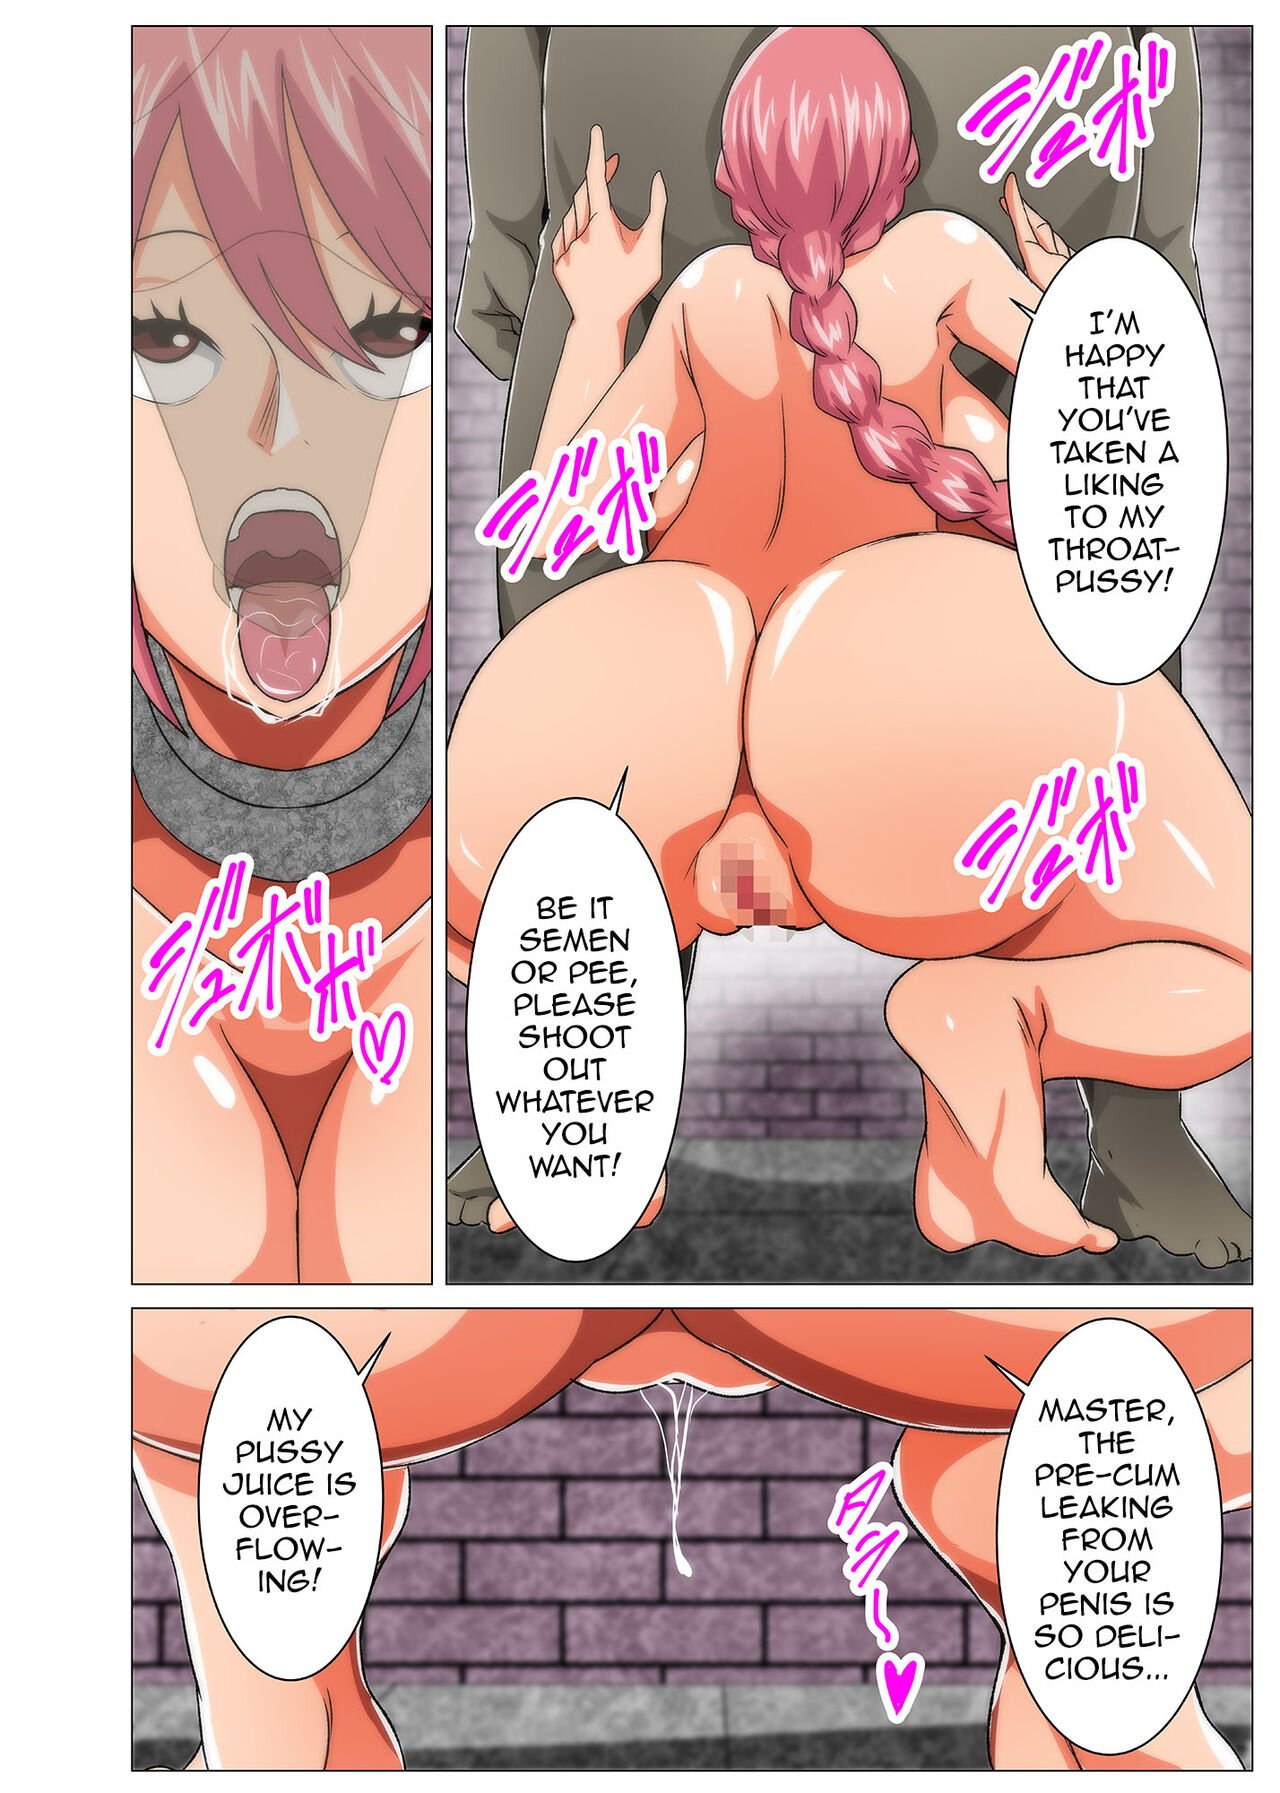 ジュボ
I'M
HAPPY
THAT
YOU'VE
TAKEN A
LIKING
TO MY
THROAT-
PUSSY!
ジュボ
ジュボ
BE IT
SEMEN
OR PEE,
PLEASE
SHOOT
OUT
WHATEVER
YOU
WANT!
ジュボボ♡
MASTER,
THE
PRE-CUM
LEAKING
FROM
YOUR
PENIS IS
SO DELI-
CIOUS...
タラ～♥
MY
PUSSY
JUICE IS
OVER-
FLOW-
ING!